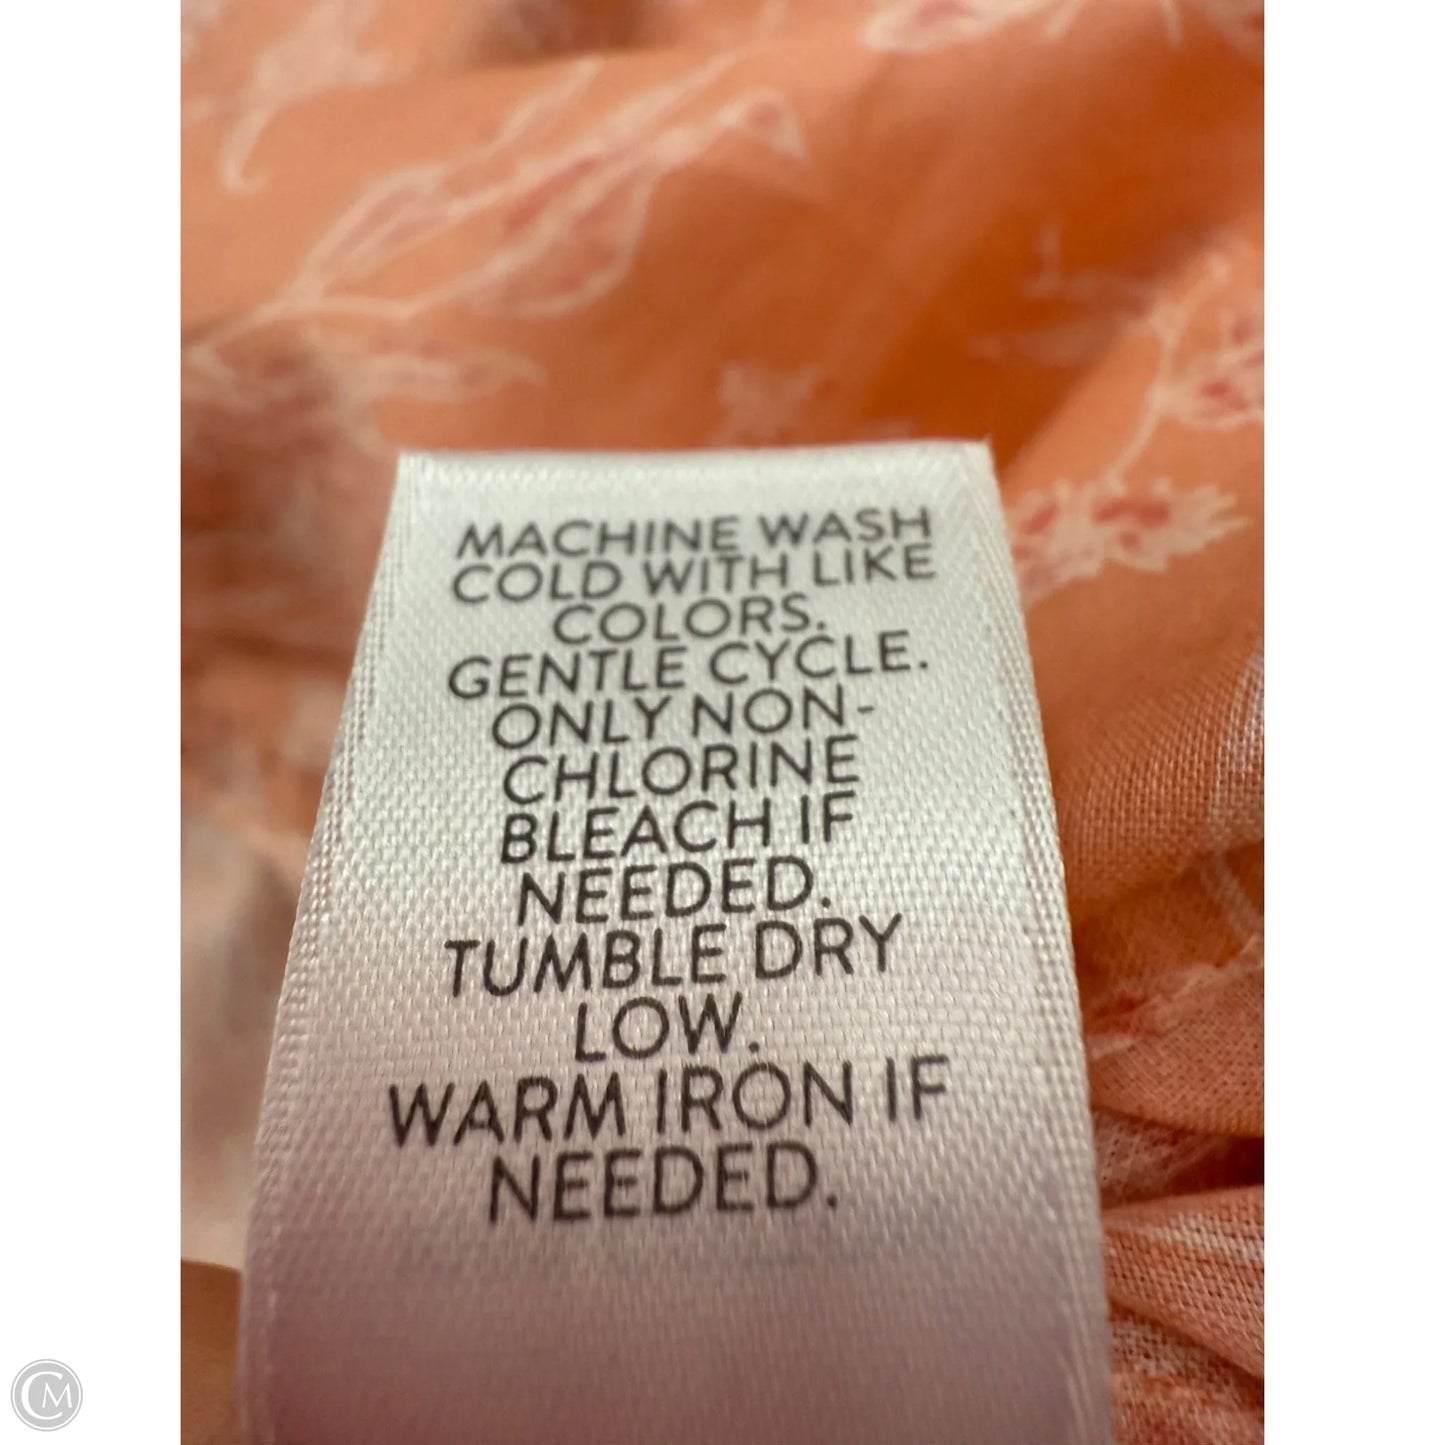 MACHINE WASH
COLD WITH LIKE
COLORS.
GENTLE CYCLE.
ONLY NON-
CHLORINE
BLEACH IF
NEEDED.
TUMBLE DRY
LOW.
WARM IRON IF
NEEDED.
CM